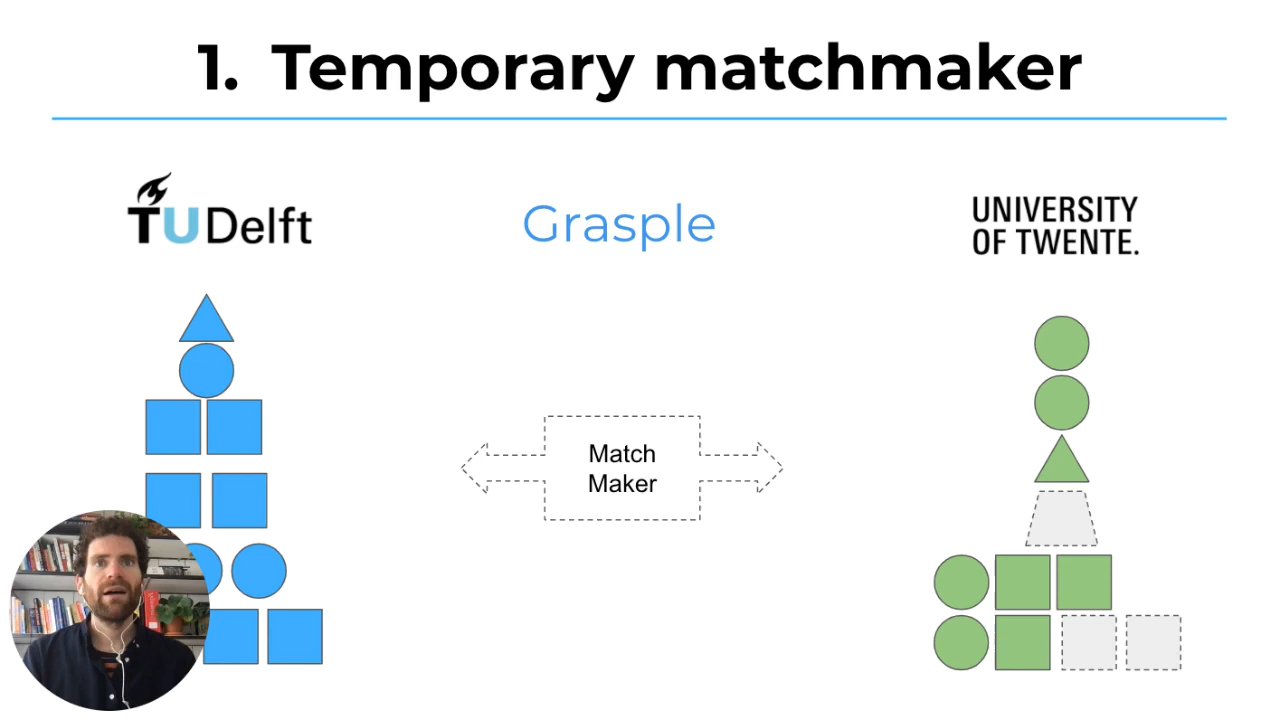 1. Temporary matchmaker
TU Delft
Grasple
UNIVERSITY
OF TWENTE.
Match
Maker